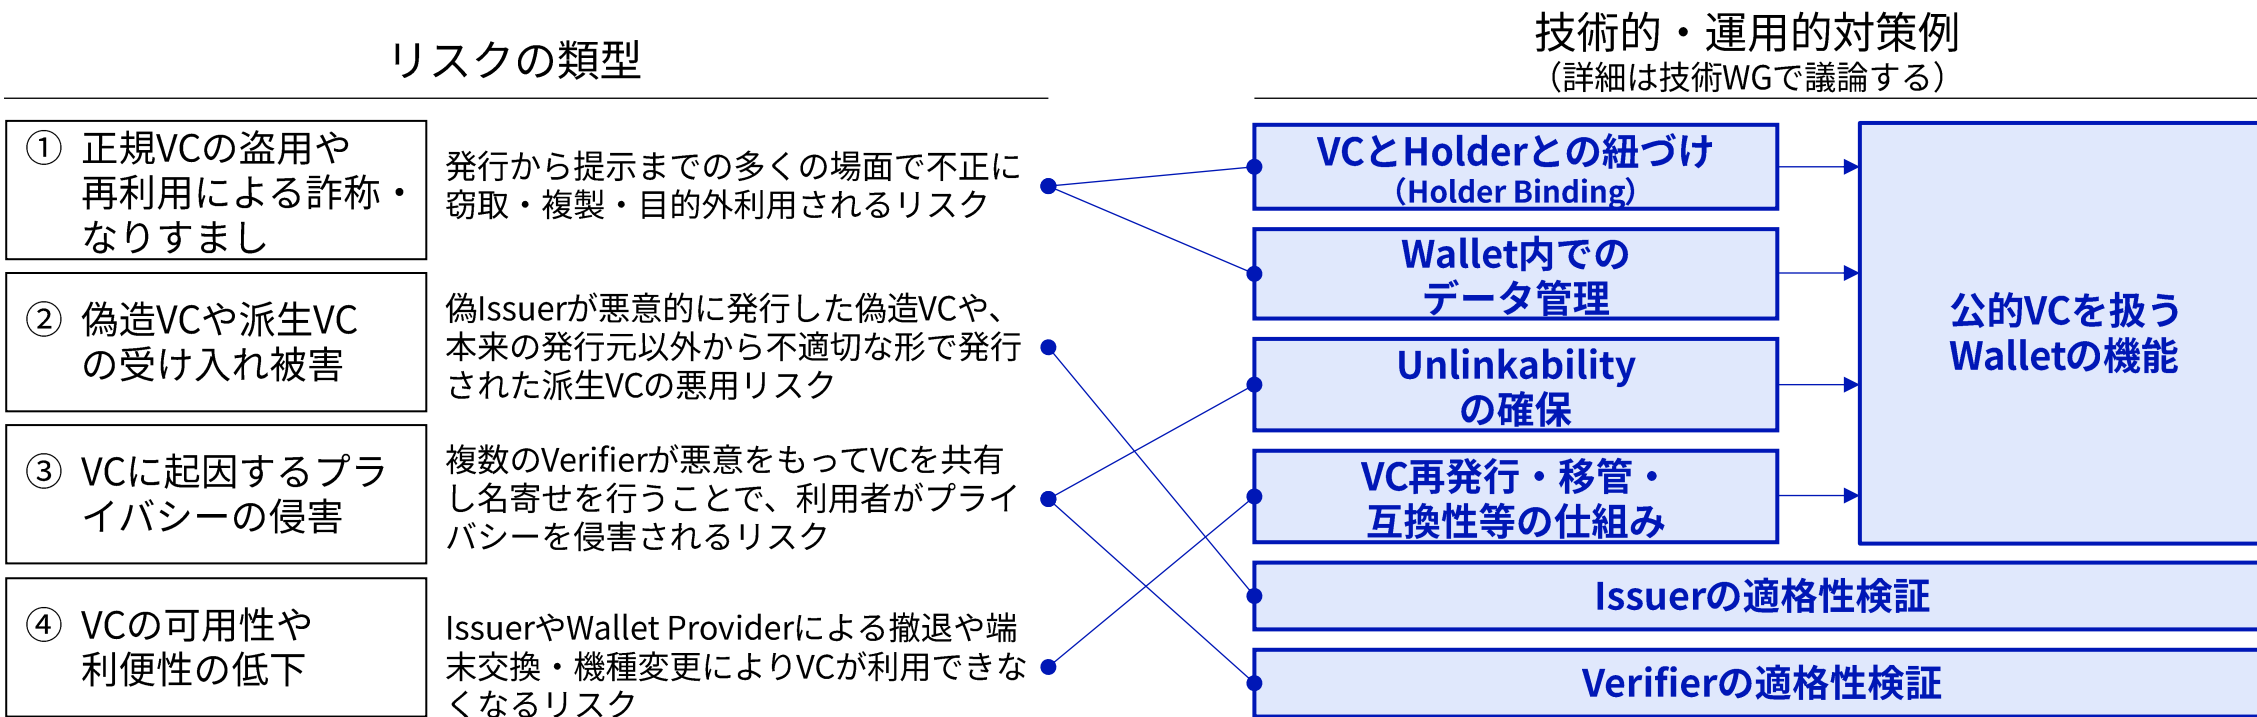 リスクの類型
技術的・運用的対策例
（詳細は技術WGで議論する）
① 正規VCの盗用や
再利用による詐称・
なりすまし
発行から提示までの多くの場面で不正に
窃取・複製・目的外利用されるリスク
② 偽造VCや派生VC
の受け入れ被害
偽Issuerが悪意的に発行した偽造VCや、
本来の発行元以外から不適切な形で発行
された派生VCの悪用リスク
③ VCに起因するプラ
イバシーの侵害
複数のVerifierが悪意をもってVCを共有
し名寄せを行うことで、利用者がプライ
バシーを侵害されるリスク
④ VCの可用性や
利便性の低下
IssuerやWallet Providerによる撤退や端
末交換・機種変更によりVCが利用できな
くなるリスク
VCとHolderとの紐づけ
（Holder Binding）
Wallet内での
データ管理
Unlinkability
の確保
VC再発行・移管・
互換性等の仕組み
公的VCを扱う
Walletの機能
Issuerの適格性検証
Verifierの適格性検証